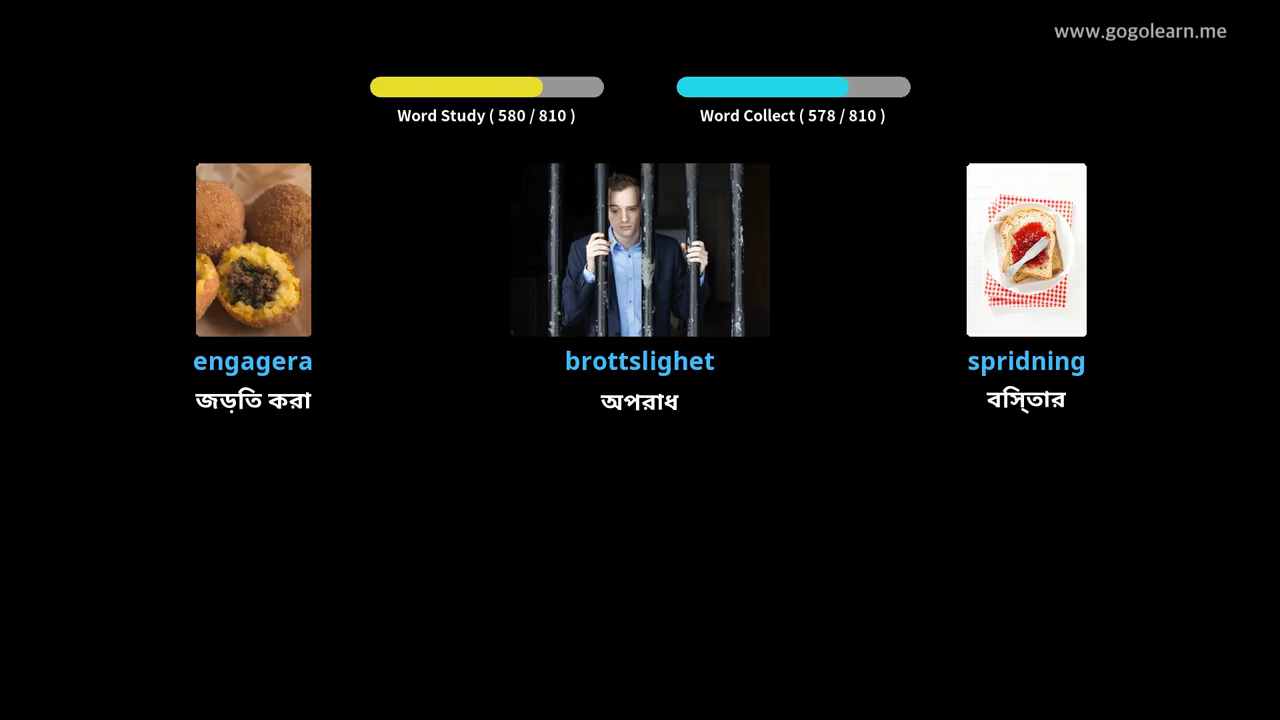 www.gogolearn.me
Word Study ( 580 / 810 )
Word Collect ( 578 / 810 )
engagera
জড়তি করা
brottslighet
অপরাধ
spridning
বসি্তার